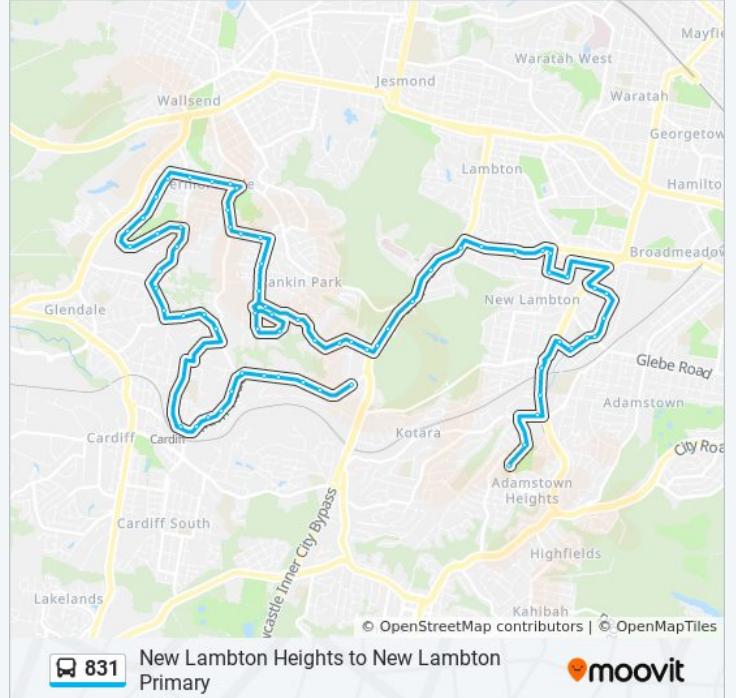 Mayfie
Waratah West
Jesmond
Waratah
Wallsend
Georgetow
Lambton
Hamilto
Broadmeadow
Rankin Park
New Lambton
Glendale
Glebe Road
Adamstown
Kotara
Cardiff
Cardiff
City Roa
Adamstown
Heights
Cardiff South
wcastle Inner City Bypass
Highfields
Lakelands
Kahibah
© OpenStreetMap contributors | © OpenMapTiles
831
New Lambton Heights to New Lambton
Primary
moovit